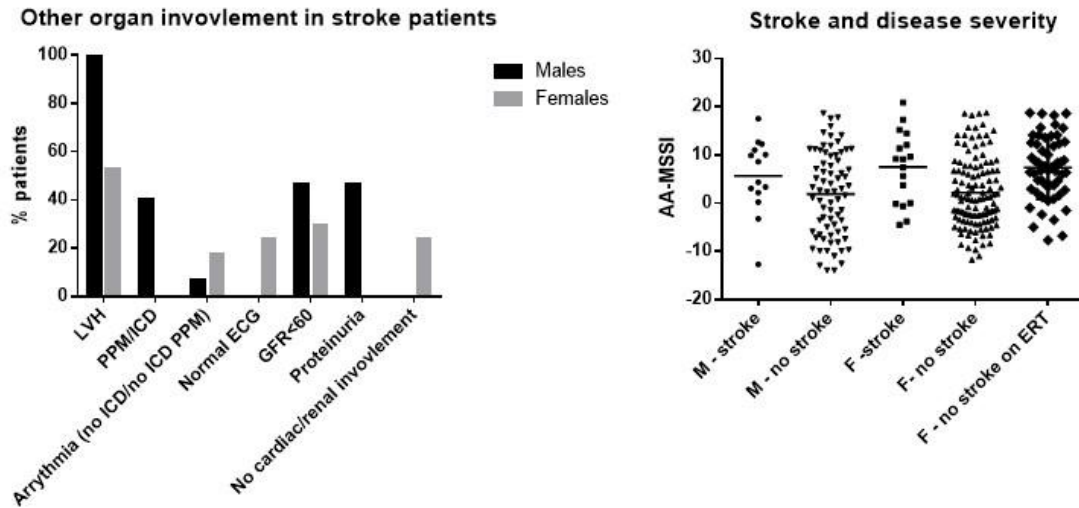 Other organ invovlement in stroke patients
100
80
60
40
20
0
% patients
LVH
PPM/ICD
Arrythmia (no ICD/no ICD PPM)
Normal ECG
GFR<60
Proteinuria
No cardiac/renal invovlement
Males
Females
Stroke and disease severity
30
20
10
0
-10
-20
AA-MSSI
M - stroke
M - no stroke
F -stroke
F- no stroke
F - no stroke on ERT